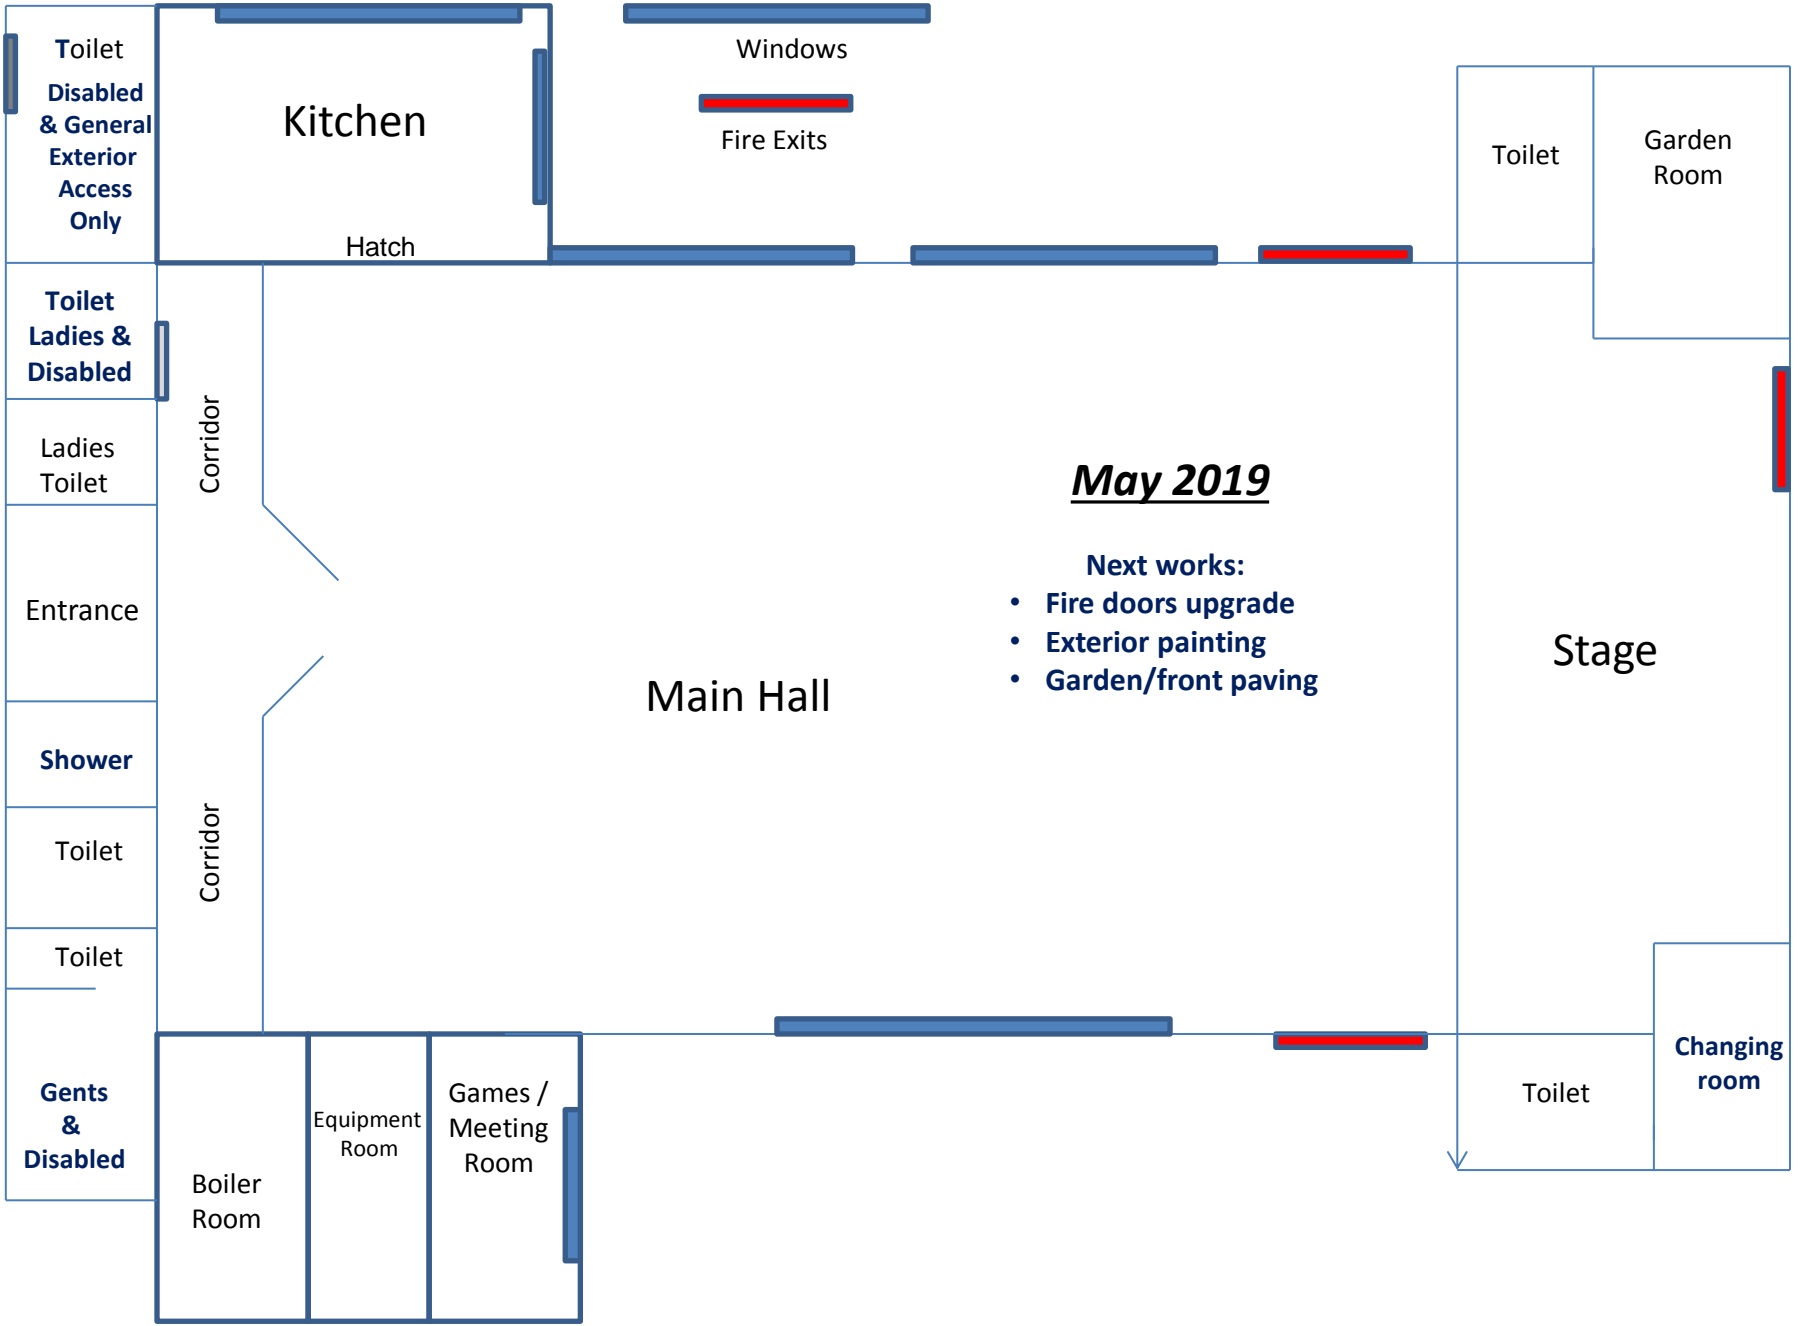 Toilet
Disabled
& General
Exterior
Access
Only
Kitchen
Hatch
Windows
Fire Exits
Toilet
Garden
Room
Toilet
Ladies &
Disabled
Ladies
Toilet
Corridor
Entrance
Shower
Toilet
Corridor
Toilet
Gents
&
Disabled
May 2019
Next works:
• Fire doors upgrade
• Exterior painting
• Garden/front paving
Main Hall
Stage
Boiler
Room
Equipment
Room
Games /
Meeting
Room
Toilet
Changing
room